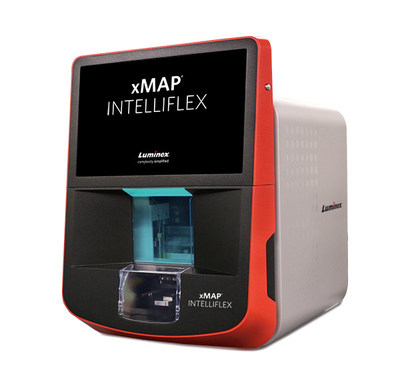 xMAP®
INTELLIFLEX
Luminex
complexity simplified.
Luminex
xMAP®
INTELLIFLEX